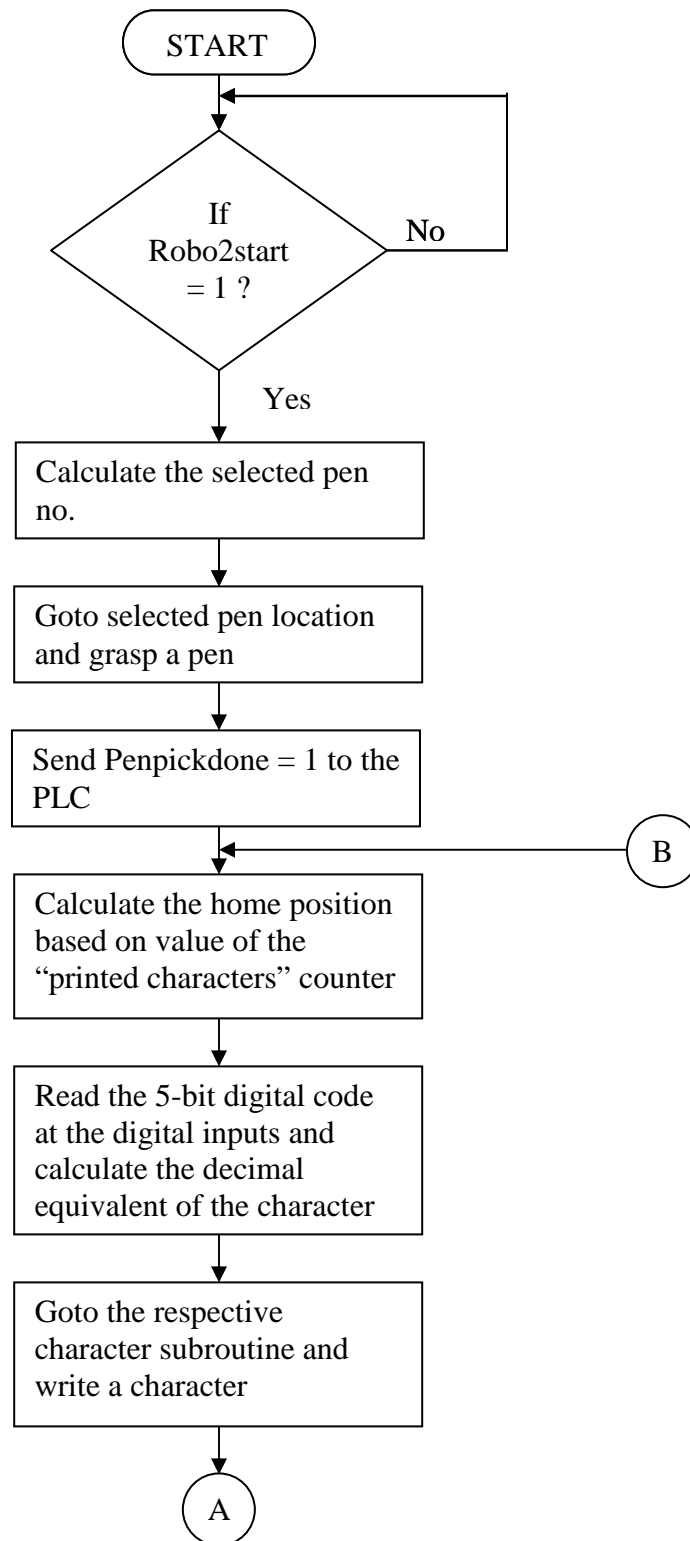 START
If
Robo2start
= 1 ?
No
Yes
Calculate the selected pen
no.
Goto selected pen location
and grasp a pen
Send Penpickdone = 1 to the
PLC
B
Calculate the home position
based on value of the
“printed characters” counter
Read the 5-bit digital code
at the digital inputs and
calculate the decimal
equivalent of the character
Goto the respective
character subroutine and
write a character
A